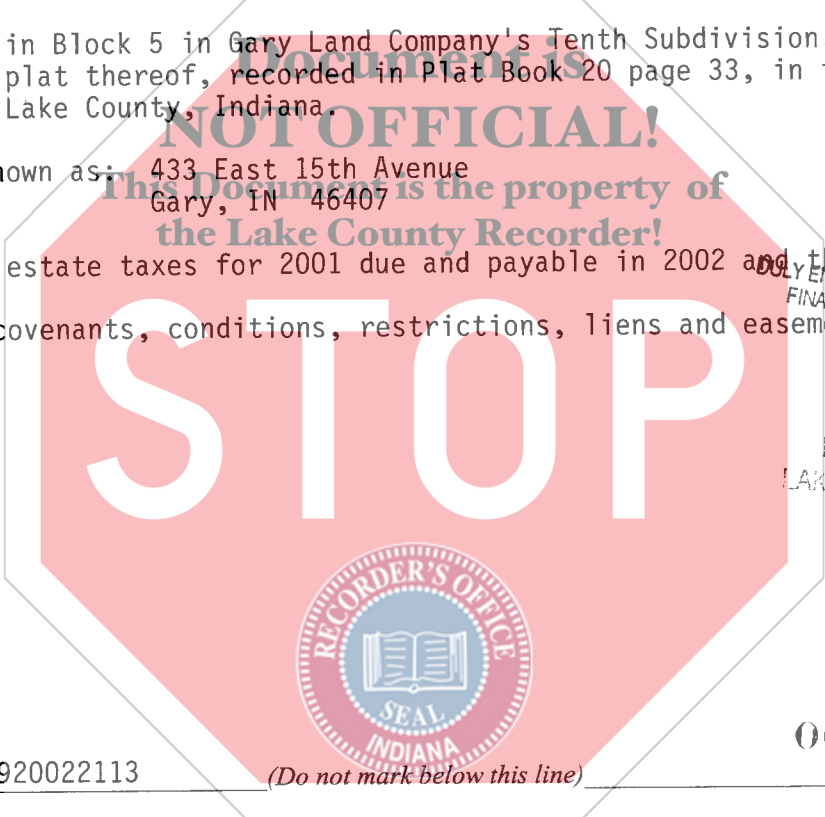 in Block 5 in Gary Land Company's Tenth Subdivision
Document is
plat thereof, recorded in Plat Book 20 page 33, in
Lake County, Indiana.
NOT OFFICIAL!
as: 433 East 15th Avenue
This Document is the property of
Gary, IN 46407
the Lake County Recorder!
estate taxes for 2001 due and payable in 2002 and
covenants, conditions, restrictions, liens and
STOP
RECORDER'S OFFICE
SEAL
INDIANA
920022113 (Do not mark below this line)